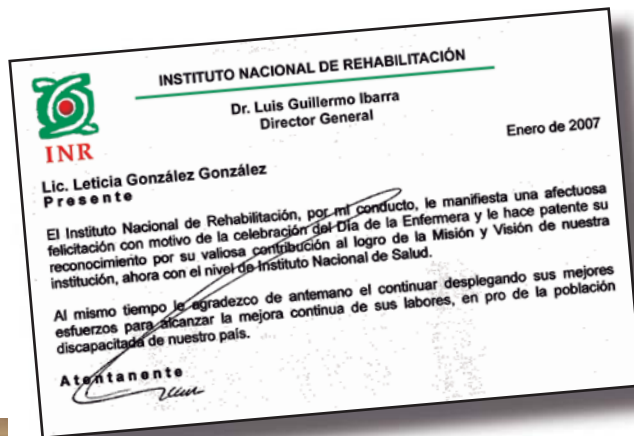 INSTITUTO NACIONAL DE REHABILITACIÓN
Dr. Luis Guillermo Ibarra
Director General
INR
Enero de 2007
Lic. Leticia González González
Presente
El Instituto Nacional de Rehabilitación, por mi conducto, le manifiesta una afectuosa
felicitación con motivo de la celebración del Día de la Enfermera y le hace patente su
reconocimiento por su valiosa contribución al logro de la Misión y Visión de nuestra
institución, ahora con el nivel de Instituto Nacional de Salud.
Al mismo tiempo le agradezco de antemano el continuar desplegando sus mejores
esfuerzos para alcanzar la mejora continua de sus labores, en pro de la población
discapacitada de nuestro país.
Atentanente